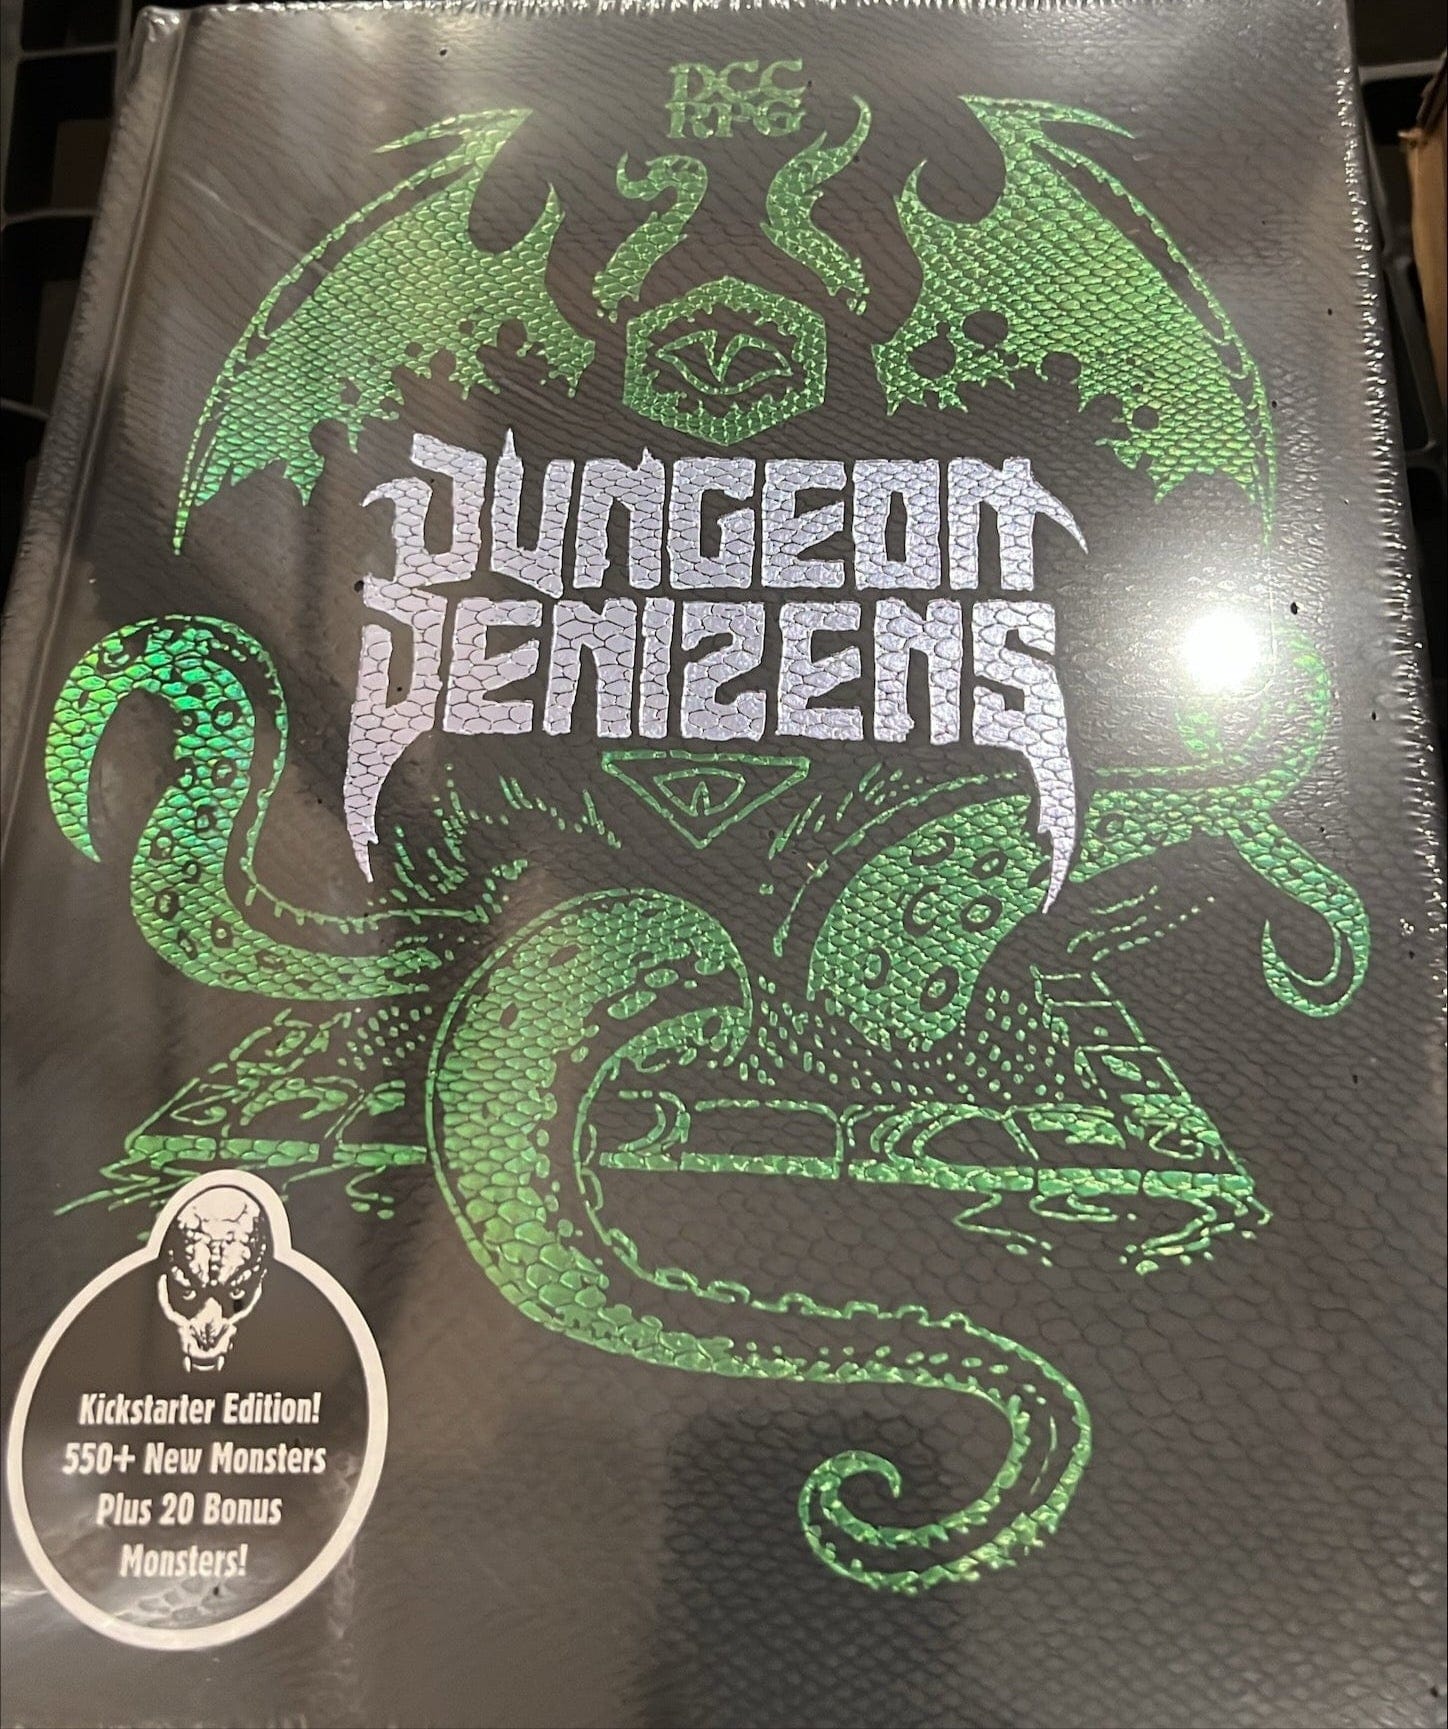 DCC
RPG
DUNGEON
DENIZENS
Kickstarter Edition!
550+ New Monsters
Plus 20 Bonus
Monsters!